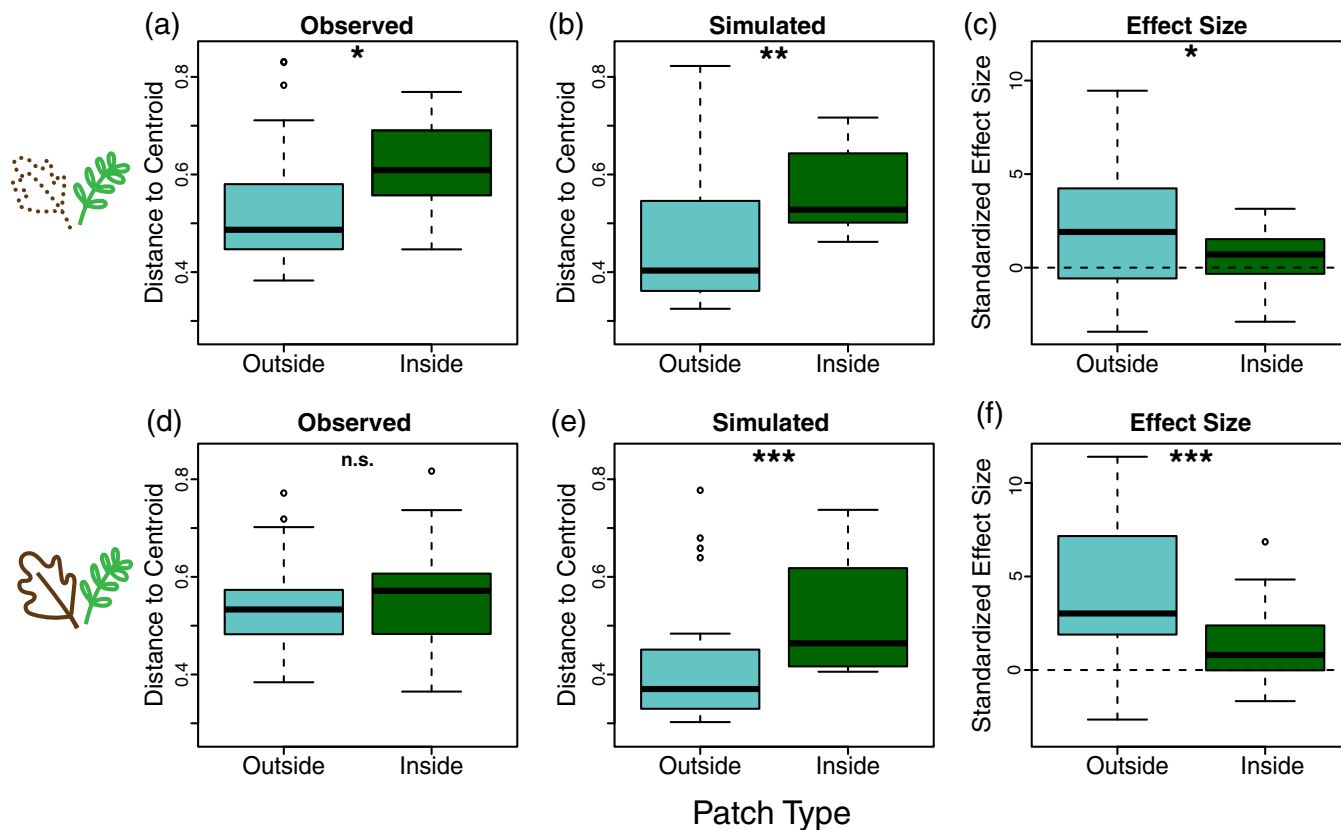 (a) Observed
*
Distance to Centroid
0.4 0.6 0.8
Outside Inside
(b) Simulated
**
Distance to Centroid
0.4 0.6 0.8
Outside Inside
(c) Effect Size
*
Standardized Effect Size
0 5 10
Outside Inside
(d) Observed
n.s.
Distance to Centroid
0.4 0.6 0.8
Outside Inside
(e) Simulated
***
Distance to Centroid
0.4 0.6 0.8
Outside Inside
(f) Effect Size
***
Standardized Effect Size
0 5 10
Outside Inside
Patch Type